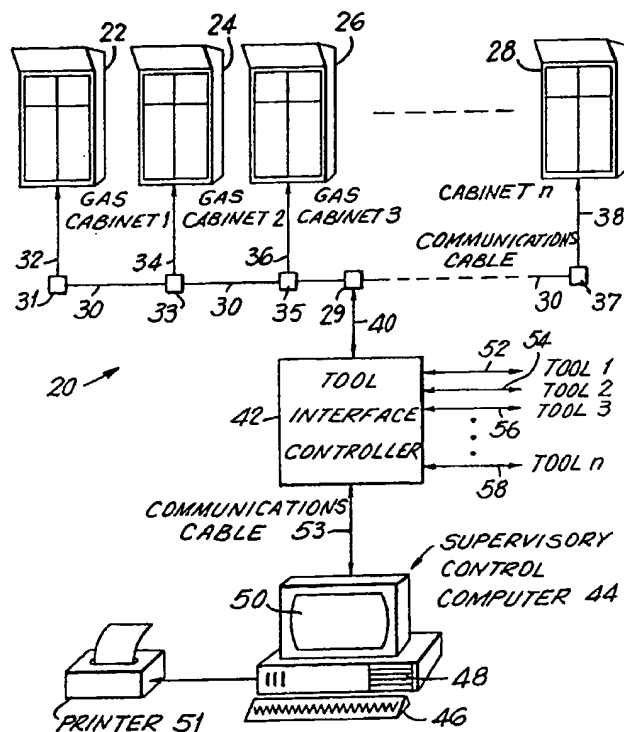 22
24
26
28
GAS CABINET 1
GAS CABINET 2
GAS CABINET 3
CABINET n
32
34
36
38
COMMUNICATIONS CABLE
31
30
33
30
35
29
30
37
40
20
42
TOOL INTERFACE CONTROLLER
52
TOOL 1
54
TOOL 2
56
TOOL 3
58
TOOL n
COMMUNICATIONS CABLE 53
SUPERVISORY CONTROL COMPUTER 44
50
48
46
PRINTER 51